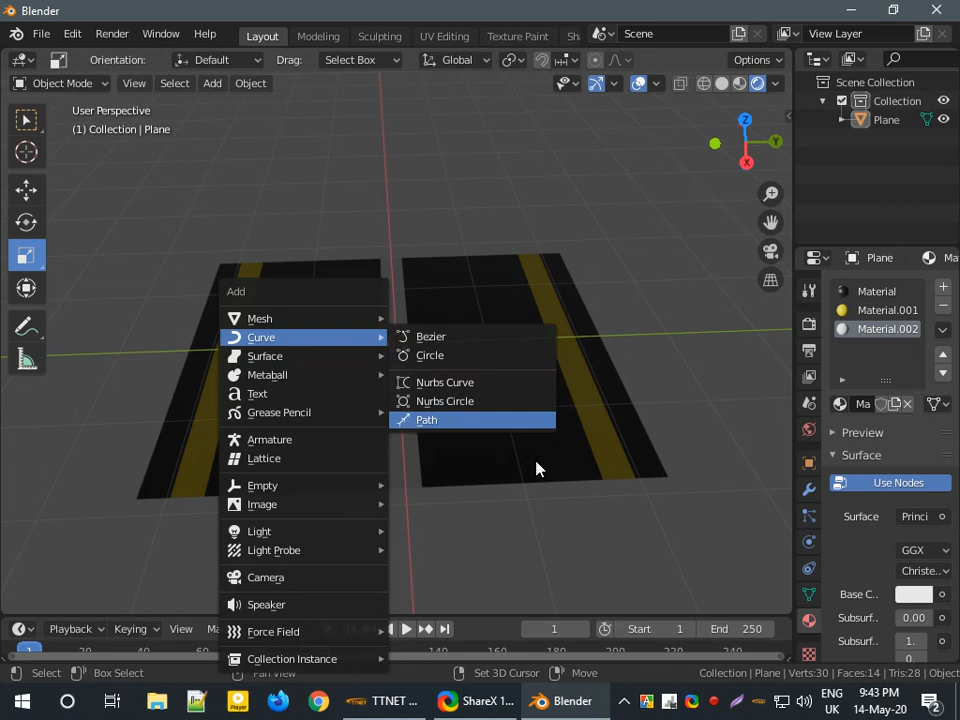 Blender
File Edit Render Window Help Layout Modeling Sculpting UV Editing Texture Paint Sh Scene View Layer
Orientation: Default Drag: Select Box Global Options
Object Mode View Select Add Object
User Perspective
(1) Collection | Plane
Z
Y
X
Scene Collection
Collection
Plane
Plane Ma
Material
Material.001
Material.002
Ma
Preview
Surface
Use Nodes
Surface Princi
GGX
Christe..
Base C..
Subsurf.. 0.00
Subsurf.. 1.
0.
Add
Mesh
Curve
Surface
Metaball
Text
Grease Pencil
Armature
Lattice
Empty
Image
Light
Light Probe
Camera
Speaker
Force Field
Collection Instance
Bezier
Circle
Nurbs Curve
Nurbs Circle
Path
Playback Keying View Ma 1 Start 1 End 250
1 20 40 60 140 160 180 200 220 240
Select Box Select Pan View Set 3D Cursor Move Collection | Plane | Verts:30 | Faces:14 | Tris:28 | Object
TTNET ... ShareX 1... Blender ENG UK 9:43 PM 14-May-20 2